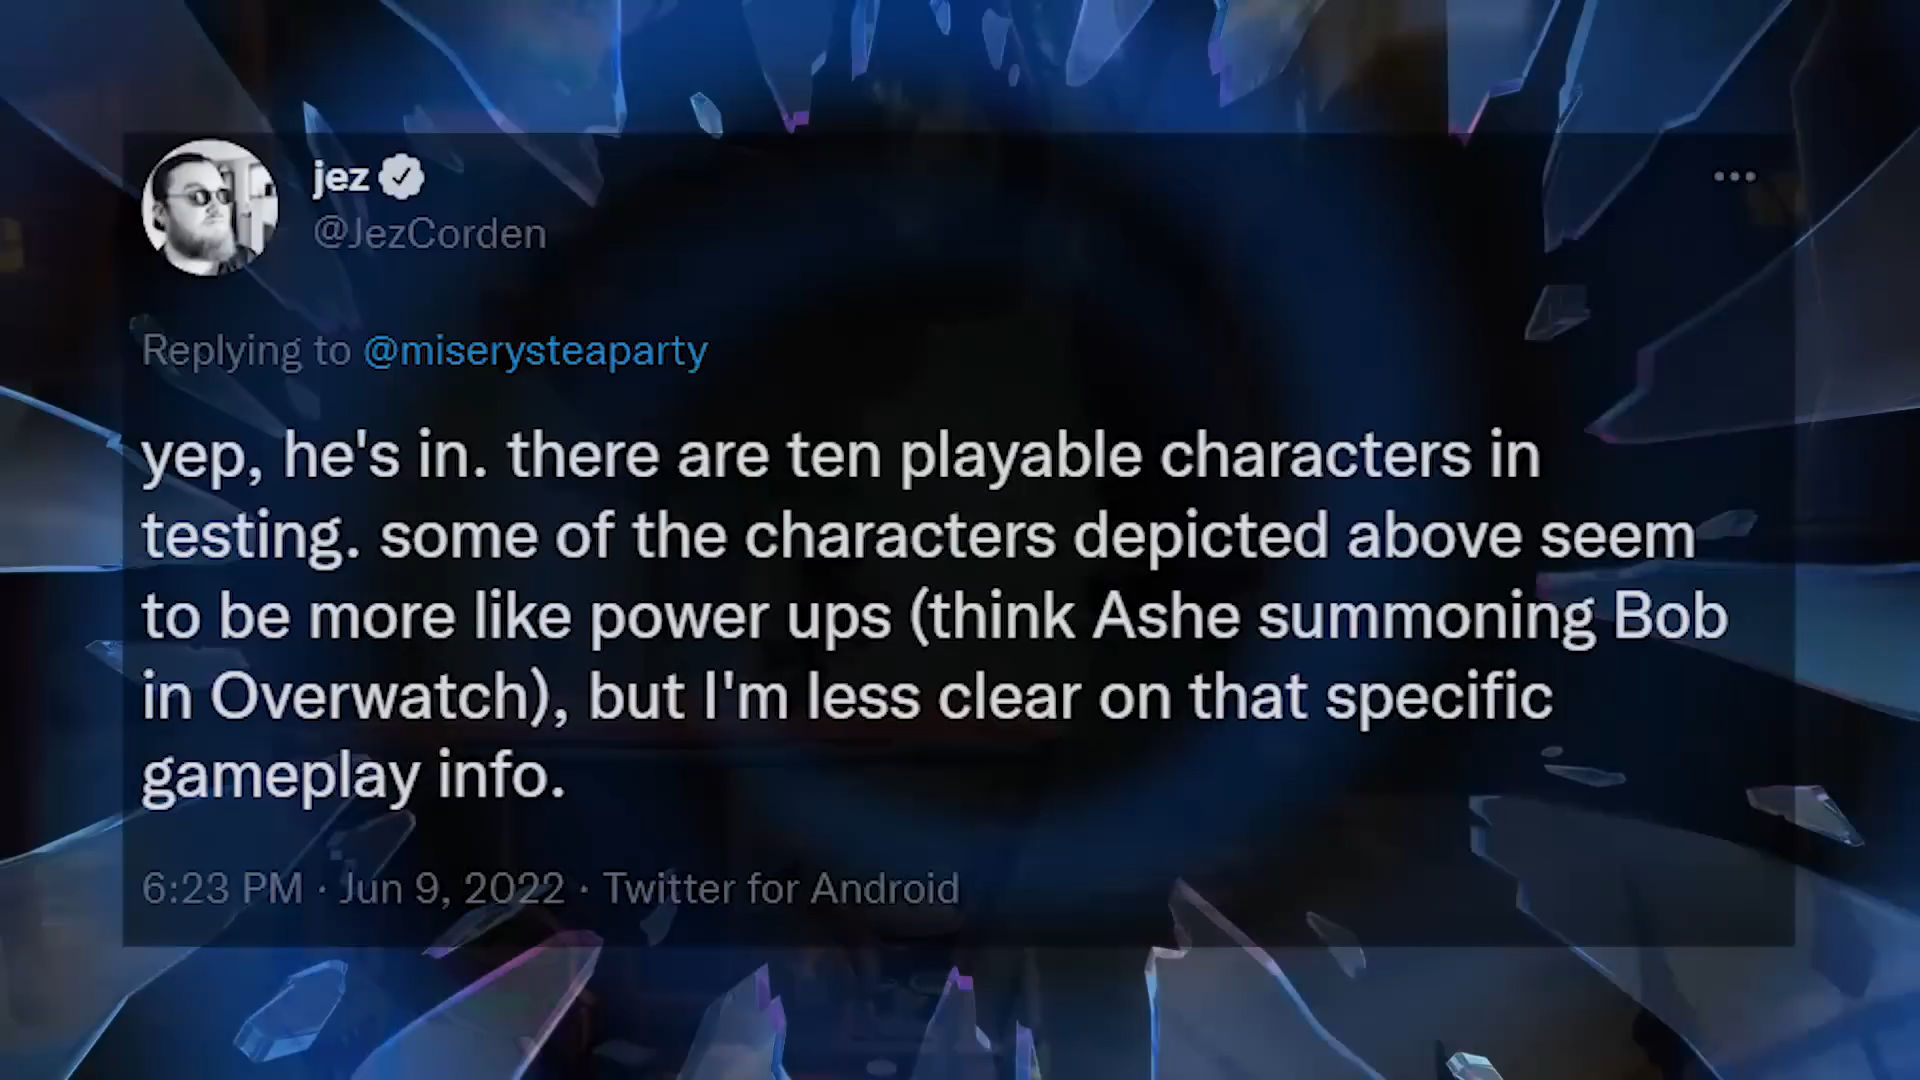 jez
@JezCorden
Replying to @miserysteaparty
yep, he's in. there are ten playable characters in
testing. some of the characters depicted above seem
to be more like power ups (think Ashe summoning Bob
in Overwatch), but I'm less clear on that specific
gameplay info.
6:23 PM · Jun 9, 2022 · Twitter for Android